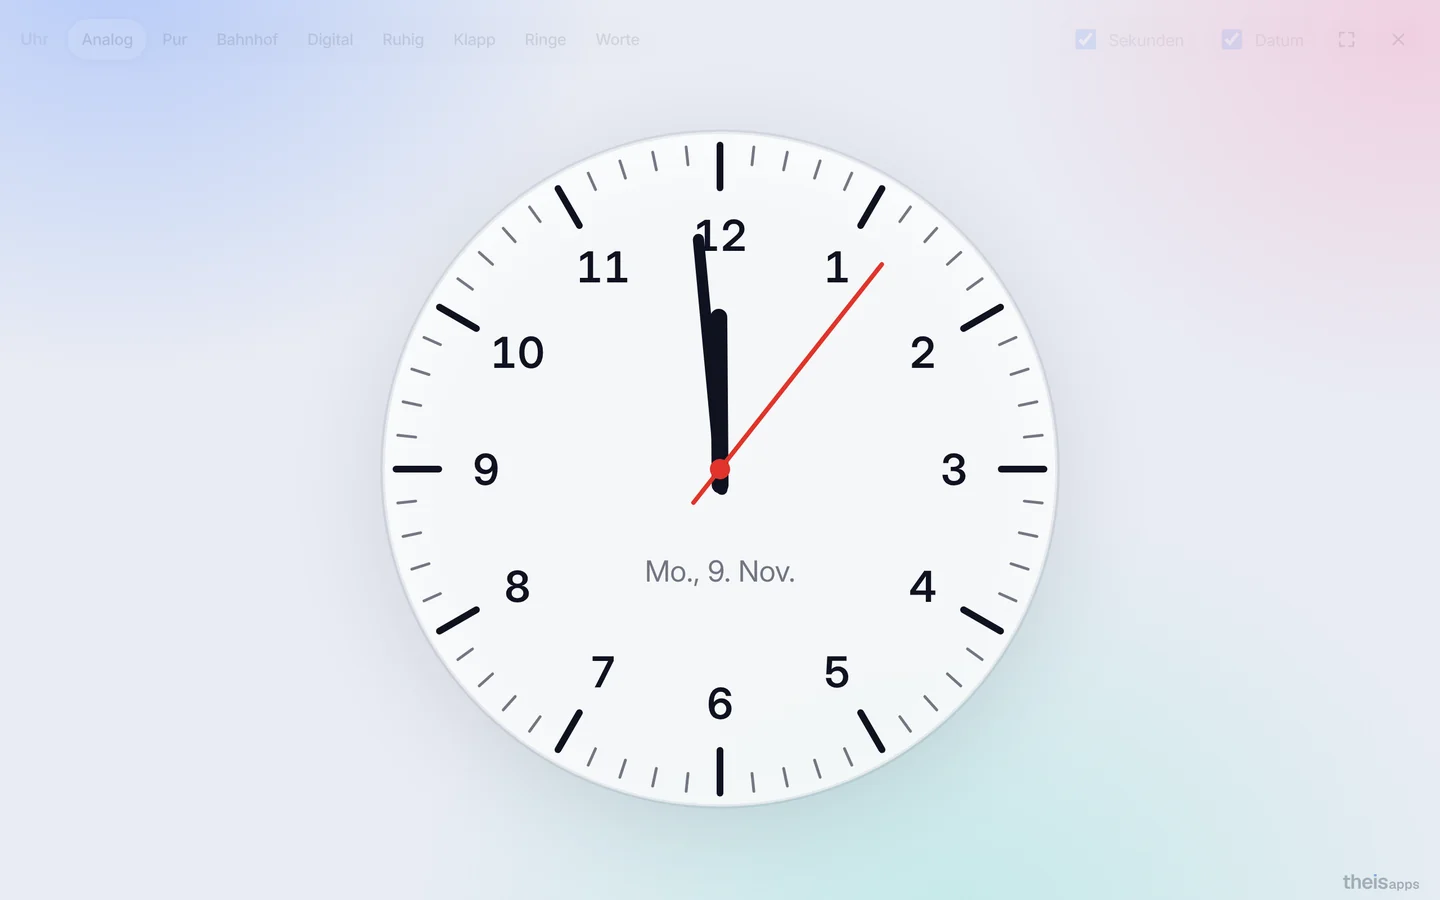 Uhr Analog Pur Bahnhof Digital Ruhig Klapp Ringe Worte Sekunden Datum
12
11 1
10 2
9 3
Mo., 9. Nov.
8 4
7 5
6
theisapps